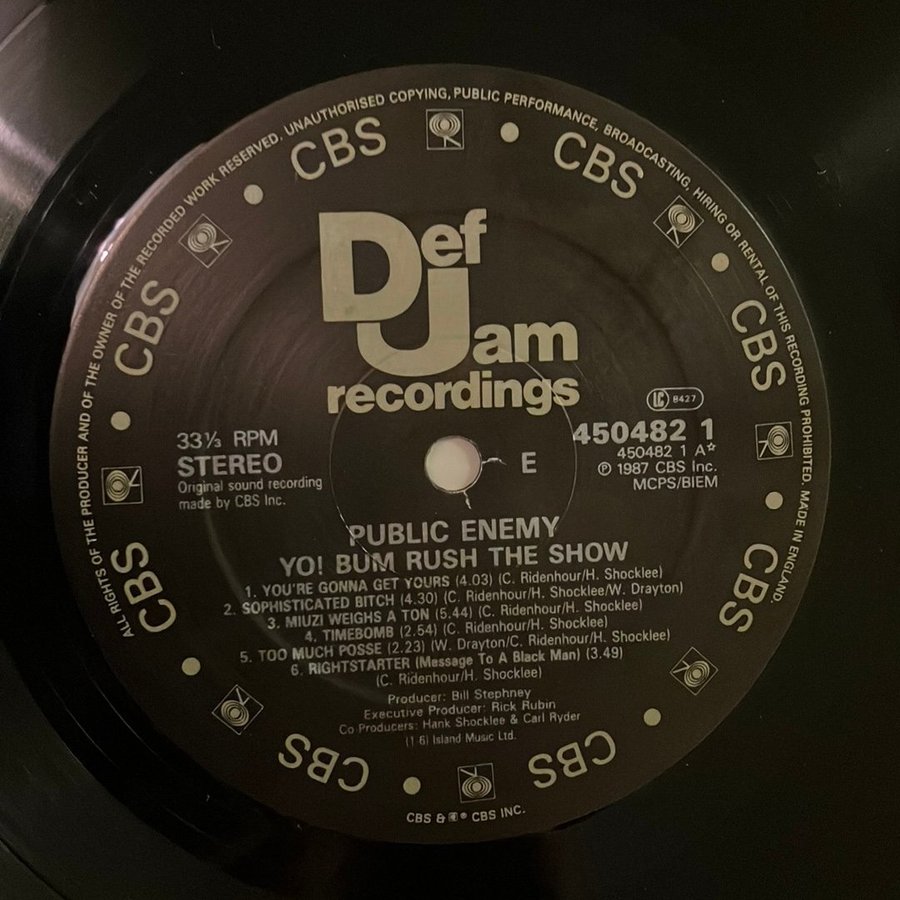 ALL RIGHTS OF THE PRODUCER AND OF THE OWNER OF THE RECORDED WORK RESERVED. UNAUTHORISED COPYING, PUBLIC PERFORMANCE, BROADCASTING, HIRING OR RENTAL OF THIS RECORDING PROHIBITED. MADE IN ENGLAND.
CBS
CBS
CBS
CBS
CBS
CBS
CBS
CBS
Def
Jam
recordings
LC 8427
33⅓ RPM
STEREO
Original sound recording
made by CBS Inc.
E
450482 1
450482 1 A☆
℗ 1987 CBS Inc.
MCPS/BIEM
PUBLIC ENEMY
YO! BUM RUSH THE SHOW
1. YOU'RE GONNA GET YOURS (4.03) (C. Ridenhour/H. Shocklee)
2. SOPHISTICATED BITCH (4.30) (C. Ridenhour/H. Shocklee/W. Drayton)
3. MIUZI WEIGHS A TON (5.44) (C. Ridenhour/H. Shocklee)
4. TIMEBOMB (2.54) (C. Ridenhour/H. Shocklee)
5. TOO MUCH POSSE (2.23) (W. Drayton/C. Ridenhour/H. Shocklee)
6. RIGHTSTARTER (Message To A Black Man) (3.49)
(C. Ridenhour/H. Shocklee)
Producer: Bill Stephney
Executive Producer: Rick Rubin
Co Producers: Hank Shocklee & Carl Ryder
(1-6) Island Music Ltd.
CBS & ® CBS INC.